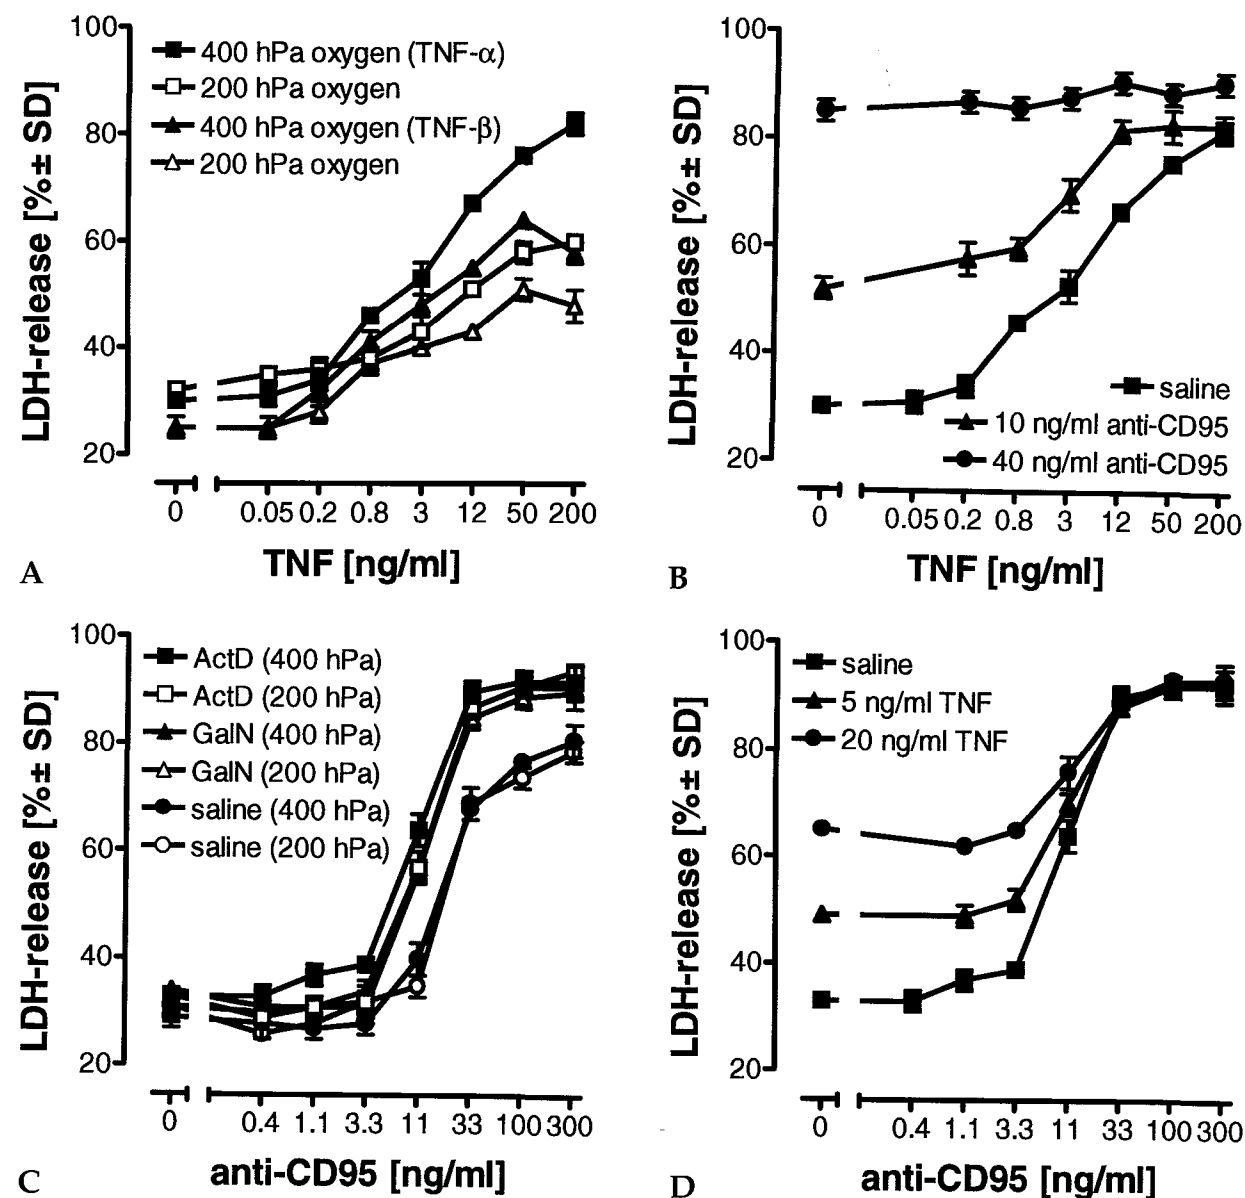 100
80
60
40
20
LDH-release [%± SD]
400 hPa oxygen (TNF-α)
200 hPa oxygen
400 hPa oxygen (TNF-β)
200 hPa oxygen
0 0.05 0.2 0.8 3 12 50 200
TNF [ng/ml]
A
100
80
60
40
20
LDH-release [%± SD]
saline
10 ng/ml anti-CD95
40 ng/ml anti-CD95
0 0.05 0.2 0.8 3 12 50 200
TNF [ng/ml]
B
100
80
60
40
20
LDH-release [%± SD]
ActD (400 hPa)
ActD (200 hPa)
GalN (400 hPa)
GalN (200 hPa)
saline (400 hPa)
saline (200 hPa)
0 0.4 1.1 3.3 11 33 100 300
anti-CD95 [ng/ml]
C
100
80
60
40
20
LDH-release [%± SD]
saline
5 ng/ml TNF
20 ng/ml TNF
0 0.4 1.1 3.3 11 33 100 300
anti-CD95 [ng/ml]
D